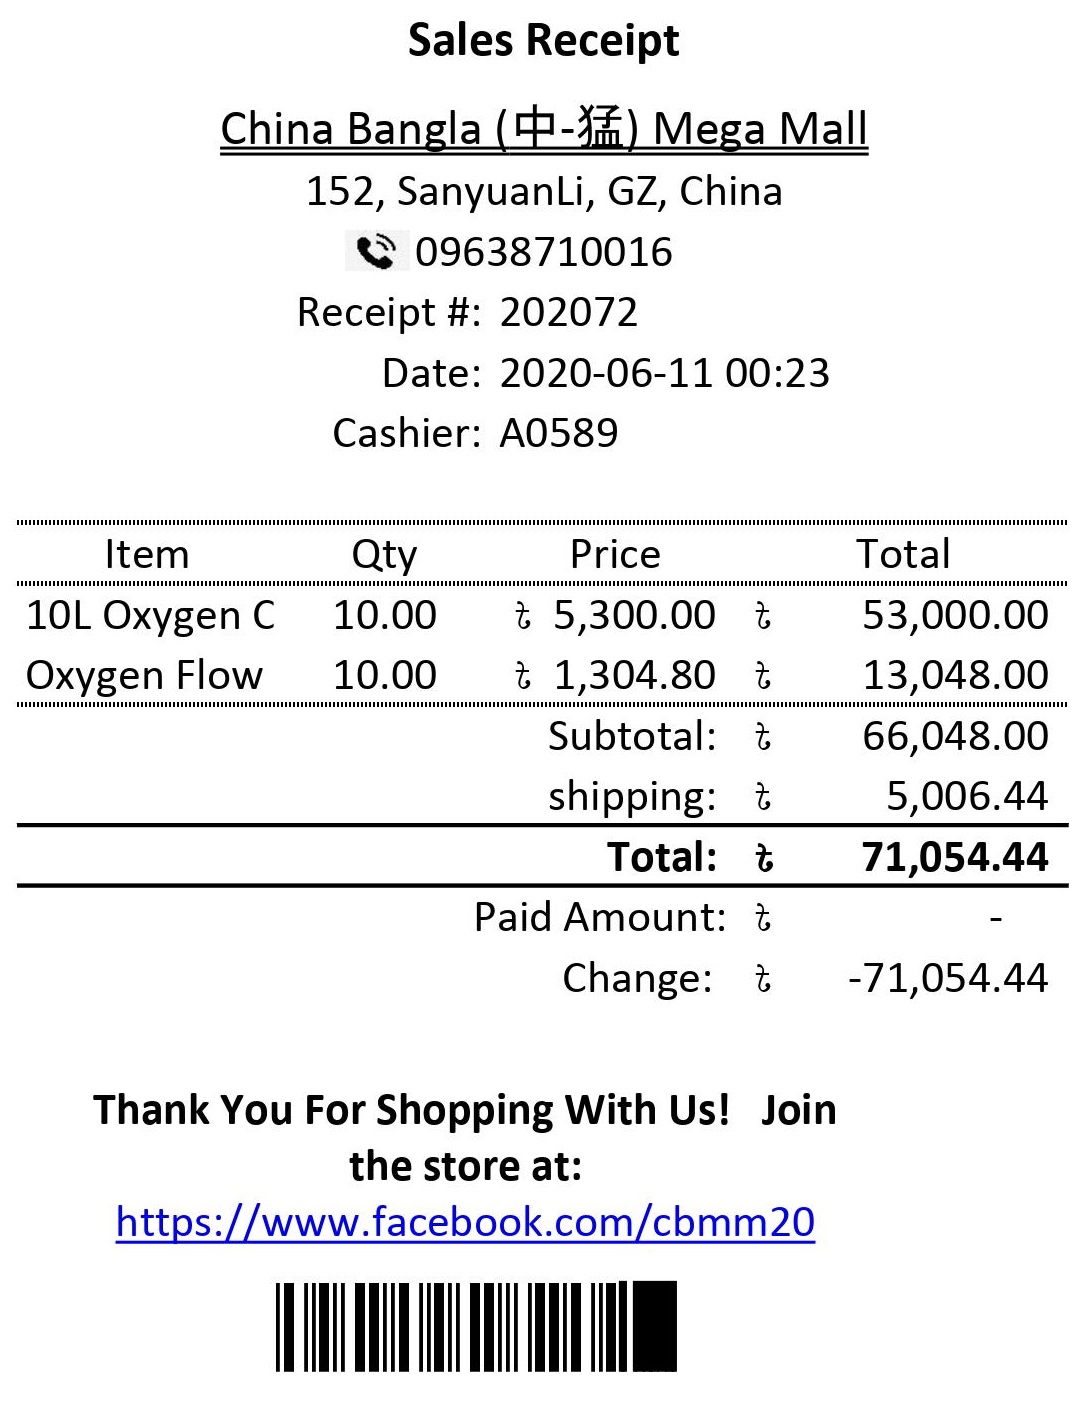 Sales Receipt
China Bangla (中-猛) Mega Mall
152, SanyuanLi, GZ, China
09638710016
Receipt #: 202072
Date: 2020-06-11 00:23
Cashier: A0589
Item Qty Price Total
10L Oxygen C 10.00 ৳ 5,300.00 ৳ 53,000.00
Oxygen Flow 10.00 ৳ 1,304.80 ৳ 13,048.00
Subtotal: ৳ 66,048.00
shipping: ৳ 5,006.44
Total: ৳ 71,054.44
Paid Amount: ৳ -
Change: ৳ -71,054.44
Thank You For Shopping With Us! Join
the store at:
https://www.facebook.com/cbmm20